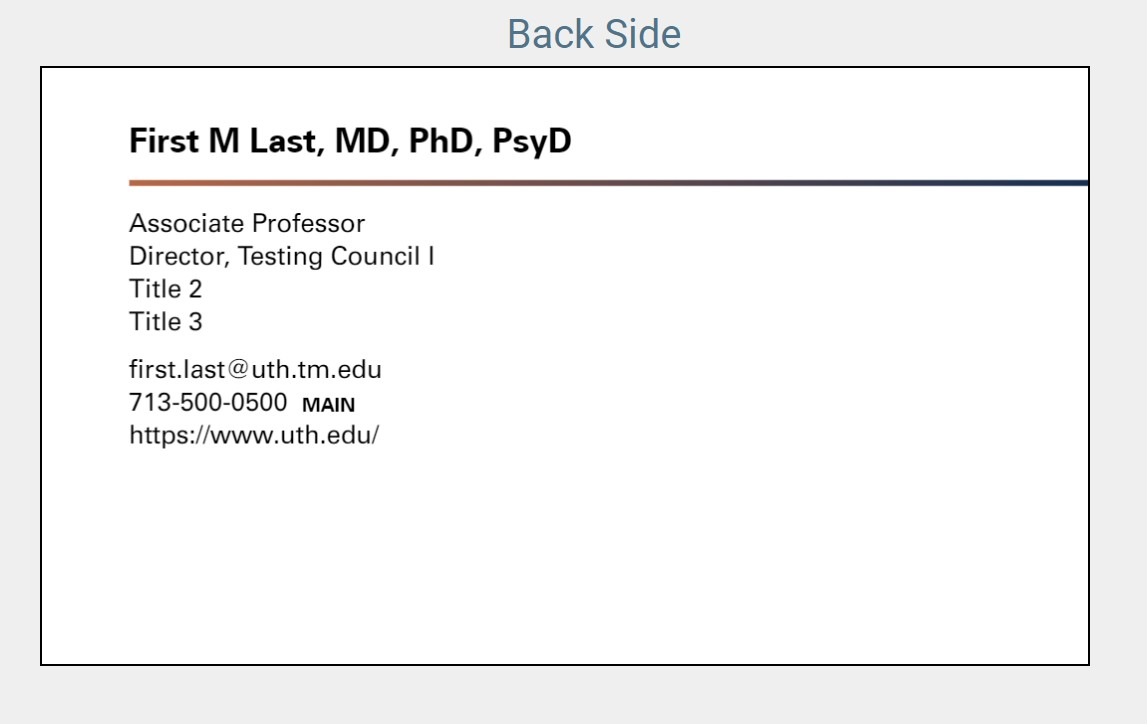 Back Side
First M Last, MD, PhD, PsyD
Associate Professor
Director, Testing Council I
Title 2
Title 3
first.last@uth.tm.edu
713-500-0500 MAIN
https://www.uth.edu/